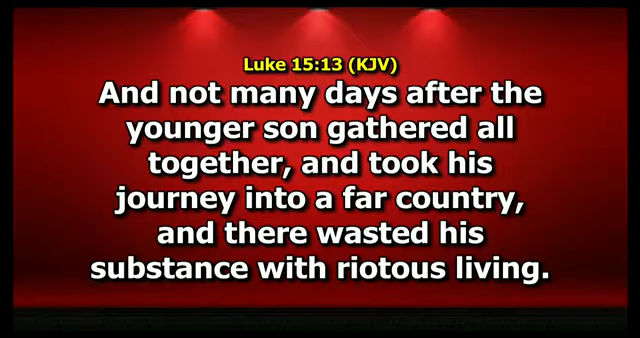 Luke 15:13 (KJV)
And not many days after the
younger son gathered all
together, and took his
journey into a far country,
and there wasted his
substance with riotous living.